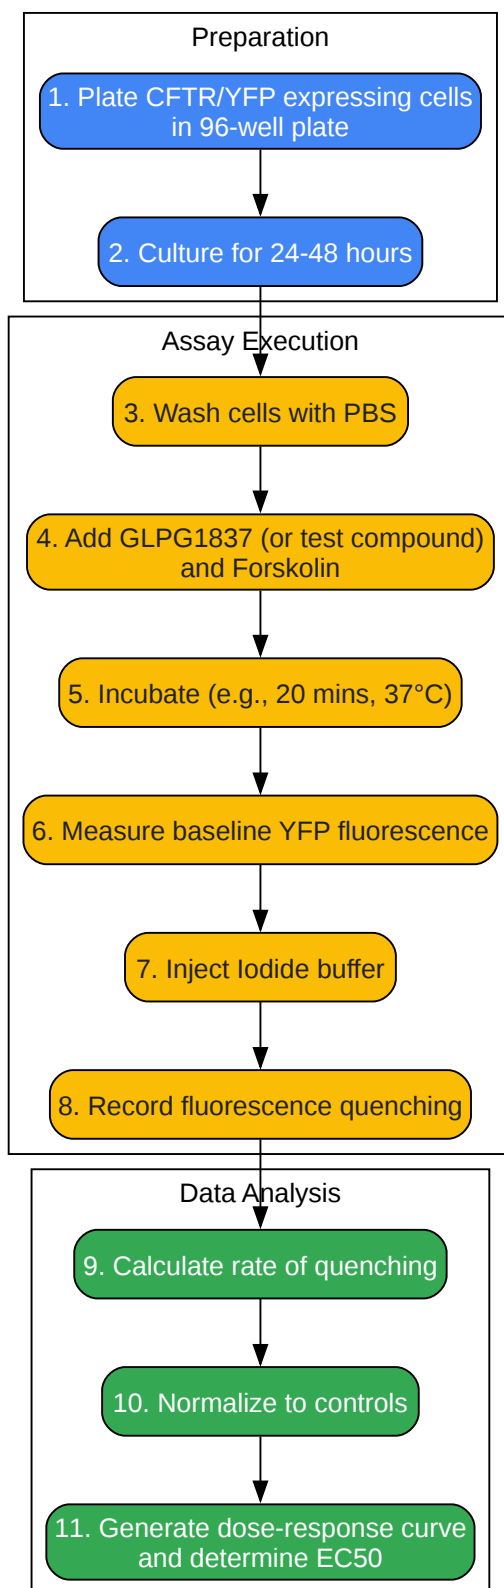 Preparation
1. Plate CFTR/YFP expressing cells
in 96-well plate
2. Culture for 24-48 hours
Assay Execution
3. Wash cells with PBS
4. Add GLPG1837 (or test compound)
and Forskolin
5. Incubate (e.g., 20 mins, 37°C)
6. Measure baseline YFP fluorescence
7. Inject Iodide buffer
8. Record fluorescence quenching
Data Analysis
9. Calculate rate of quenching
10. Normalize to controls
11. Generate dose-response curve
and determine EC50